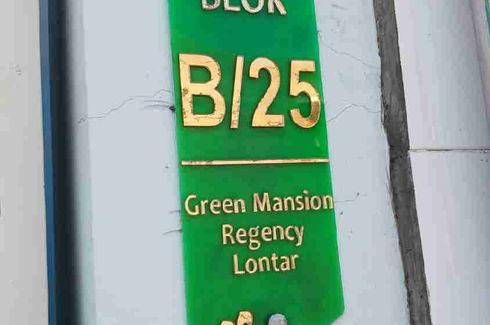 BLOK
B/25
Green Mansion
Regency
Lontar